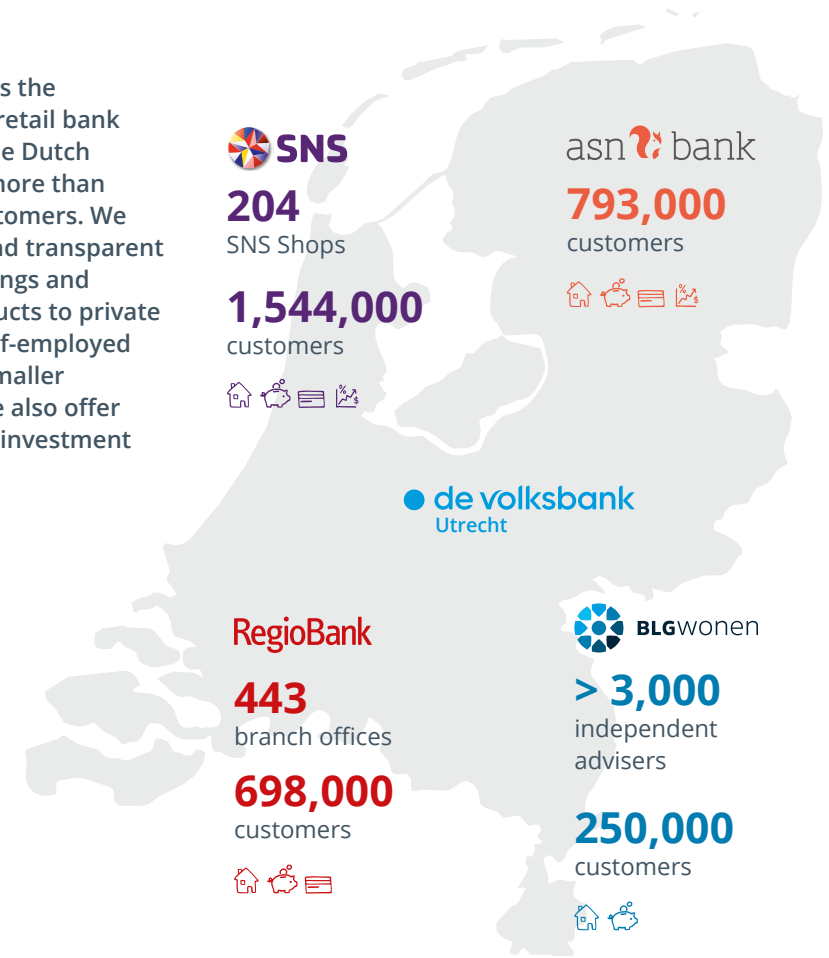 s the
retail bank
e Dutch
more than
tomers. We
nd transparent
ngs and
ucts to private
f-employed
maller
e also offer
investment
SNS
204
SNS Shops
1,544,000
customers
asn bank
793,000
customers
de volksbank
Utrecht
RegioBank
443
branch offices
698,000
customers
BLGwonen
> 3,000
independent
advisers
250,000
customers